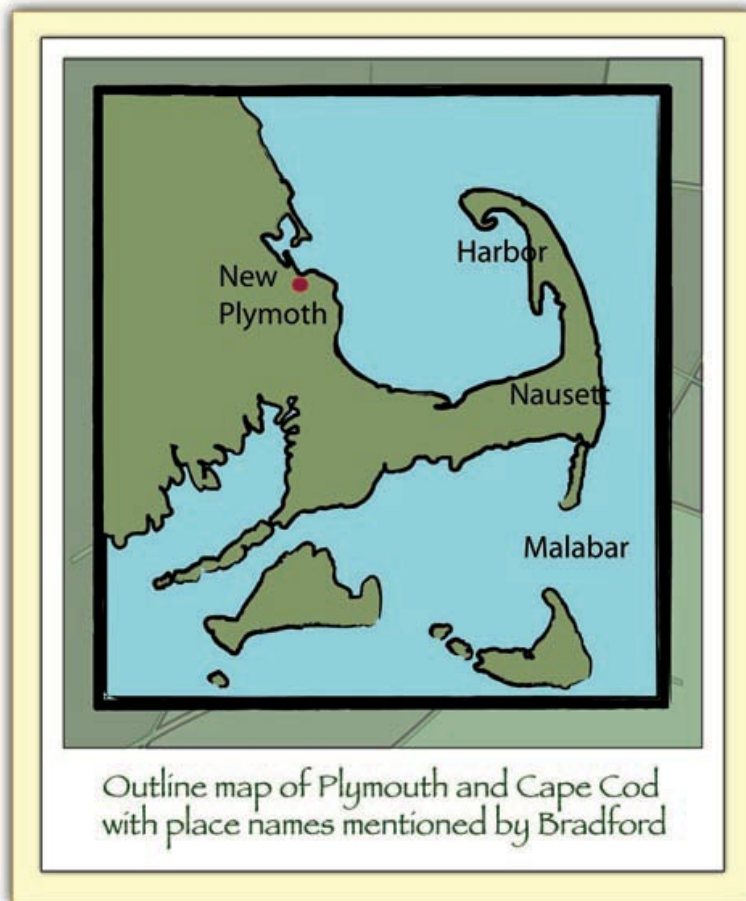 Harbor
New
Plymoth
Nausett
Malabar
Outline map of Plymouth and Cape Cod
with place names mentioned by Bradford